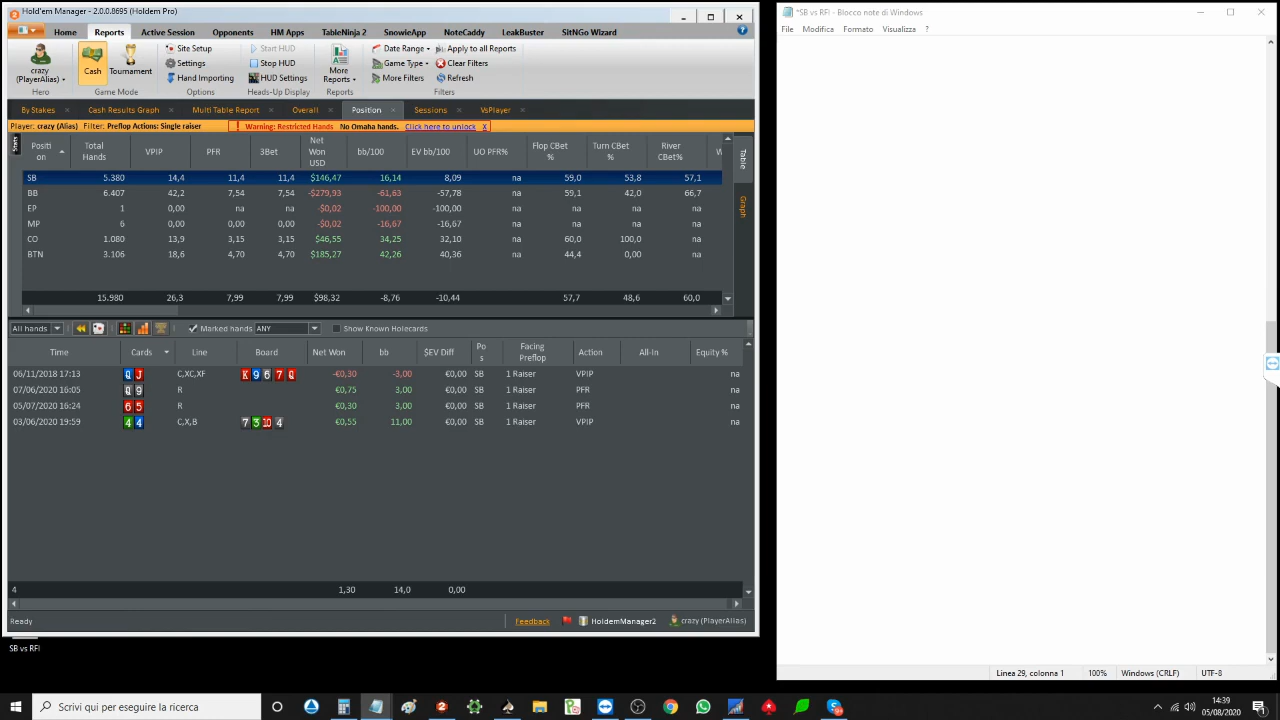 Hold'em Manager - 2.0.0.8695 (Holdem Pro)
Home Reports Active Session Opponents HM Apps TableNinja 2 SnowieApp NoteCaddy LeakBuster SitNGo Wizard
crazy
(PlayerAlias)
Hero
Cash
Tournament
Game Mode
Site Setup
Settings
Hand Importing
Options
Start HUD
Stop HUD
HUD Settings
Heads-Up Display
More
Reports
Reports
Date Range
Game Type
More Filters
Apply to all Reports
Clear Filters
Refresh
Filters
By Stakes Cash Results Graph Multi Table Report Overall Position Sessions VsPlayer
Player: crazy (Alias) Filter: Preflop Actions: Single raiser ! Warning: Restricted Hands No Omaha hands. Click here to unlock X
Stats
Positi
on
Total
Hands
VPIP PFR 3Bet
Net
Won
USD
bb/100 EV bb/100 UO PFR%
Flop CBet
%
Turn CBet
%
River
CBet%
W
SB 5.380 14,4 11,4 11,4 $146,47 16,14 8,09 na 59,0 53,8 57,1
BB 6.407 42,2 7,54 7,54 -$279,93 -61,63 -57,78 na 59,1 42,0 66,7
EP 1 0,00 na na -$0,02 -100,00 -100,00 na na na na
MP 6 0,00 0,00 0,00 -$0,02 -16,67 -16,67 na na na na
CO 1.080 13,9 3,15 3,15 $46,55 34,25 32,10 na 60,0 100,0 na
BTN 3.106 18,6 4,70 4,70 $185,27 42,26 40,36 na 44,4 0,00 na
15.980 26,3 7,99 7,99 $98,32 -8,76 -10,44 57,7 48,6 60,0
Table
Graph
All hands Marked hands ANY Show Known Holecards
Time Cards Line Board Net Won bb $EV Diff
Po
s
Facing
Preflop
Action All-In Equity %
06/11/2018 17:13 Q J C,XC,XF K 9 6 7 Q -€0,30 -3,00 €0,00 SB 1 Raiser VPIP na
07/06/2020 16:05 Q 9 R €0,75 3,00 €0,00 SB 1 Raiser PFR na
05/07/2020 16:24 6 5 R €0,30 3,00 €0,00 SB 1 Raiser PFR na
03/06/2020 19:59 4 4 C,X,B 7 3 10 4 €0,55 11,00 €0,00 SB 1 Raiser VPIP na
4 1,30 14,0 0,00
Ready Feedback HoldemManager2 crazy (PlayerAlias)
SB vs RFI
*SB vs RFI - Blocco note di Windows
File Modifica Formato Visualizza ?
Linea 29, colonna 1 100% Windows (CRLF) UTF-8
Scrivi qui per eseguire la ricerca
14:39
05/08/2020